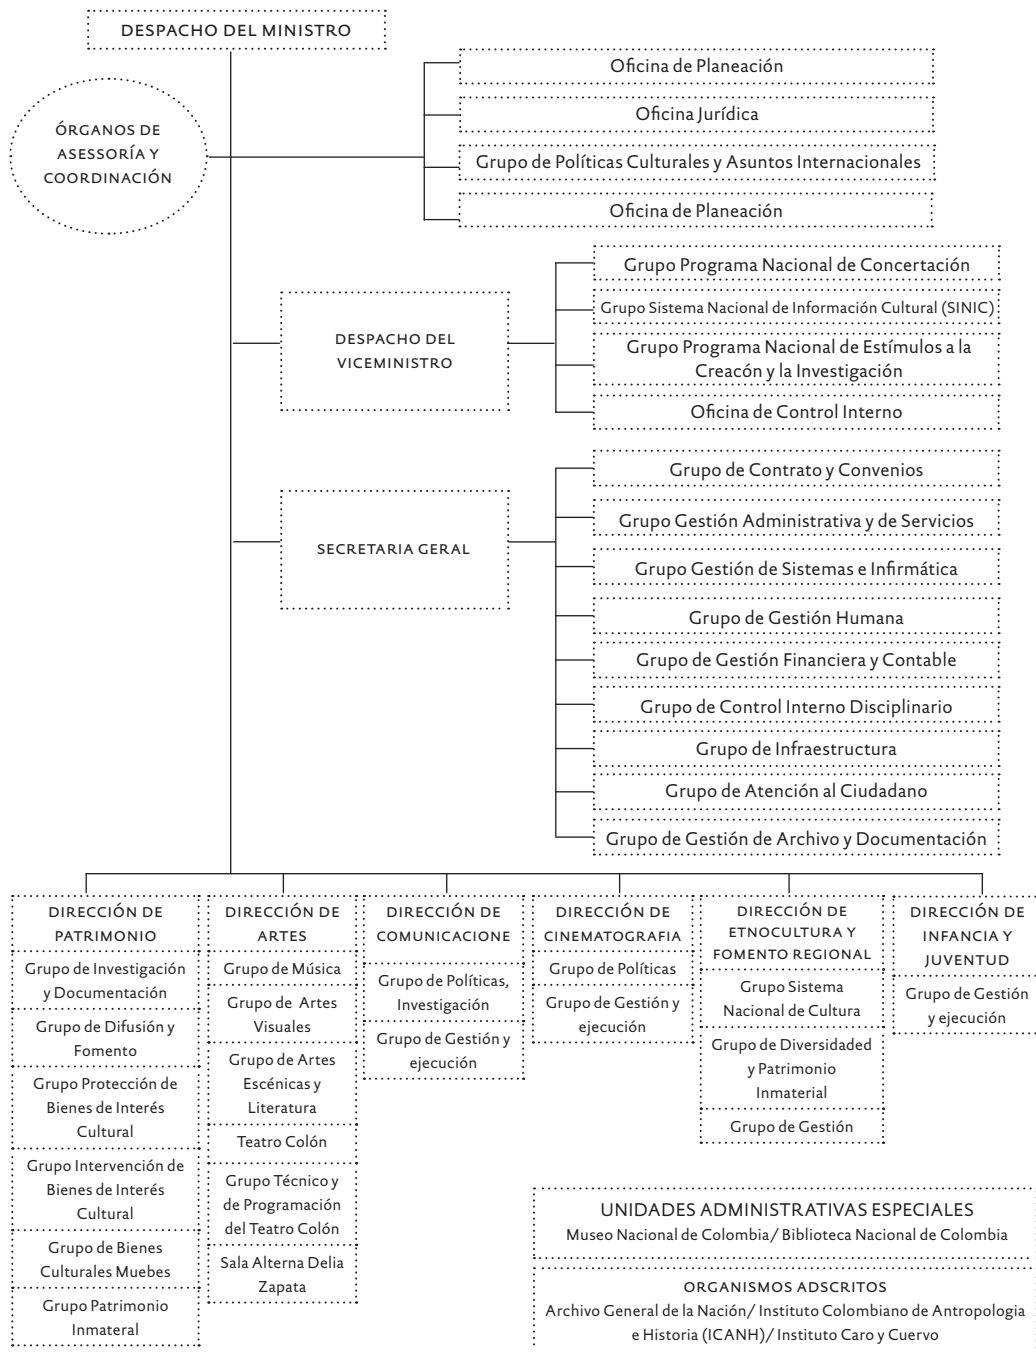 DESPACHO DEL MINISTRO
ÓRGANOS DE
ASESSORÍA Y
COORDINACIÓN
Oficina de Planeación
Oficina Jurídica
Grupo de Políticas Culturales y Asuntos Internacionales
Oficina de Planeación
DESPACHO DEL
VICEMINISTRO
Grupo Programa Nacional de Concertación
Grupo Sistema Nacional de Información Cultural (SINIC)
Grupo Programa Nacional de Estímulos a la
Creacón y la Investigación
Oficina de Control Interno
SECRETARIA GERAL
Grupo de Contrato y Convenios
Grupo Gestión Administrativa y de Servicios
Grupo Gestión de Sistemas e Infirmática
Grupo de Gestión Humana
Grupo de Gestión Financiera y Contable
Grupo de Control Interno Disciplinario
Grupo de Infraestructura
Grupo de Atención al Ciudadano
Grupo de Gestión de Archivo y Documentación
DIRECCIÓN DE
PATRIMONIO
Grupo de Investigación
y Documentación
Grupo de Difusión y
Fomento
Grupo Protección de
Bienes de Interés
Cultural
Grupo Intervención de
Bienes de Interés
Cultural
Grupo de Bienes
Culturales Muebes
Grupo Patrimonio
Inmateral
DIRECCIÓN DE
ARTES
Grupo de Música
Grupo de Artes
Visuales
Grupo de Artes
Escénicas y
Literatura
Teatro Colón
Grupo Técnico y
de Programación
del Teatro Colón
Sala Alterna Delia
Zapata
DIRECCIÓN DE
COMUNICACIONE
Grupo de Políticas,
Investigación
Grupo de Gestión y
ejecución
DIRECCIÓN DE
CINEMATOGRAFIA
Grupo de Políticas
Grupo de Gestión y
ejecución
DIRECCIÓN DE
ETNOCULTURA Y
FOMENTO REGIONAL
Grupo Sistema
Nacional de Cultura
Grupo de Diversidaded
y Patrimonio
Inmaterial
Grupo de Gestión
DIRECCIÓN DE
INFANCIA Y
JUVENTUD
Grupo de Gestión
y ejecución
UNIDADES ADMINISTRATIVAS ESPECIALES
Museo Nacional de Colombia/ Biblioteca Nacional de Colombia
ORGANISMOS ADSCRITOS
Archivo General de la Nación/ Instituto Colombiano de Antropologia
e Historia (ICANH)/ Instituto Caro y Cuervo